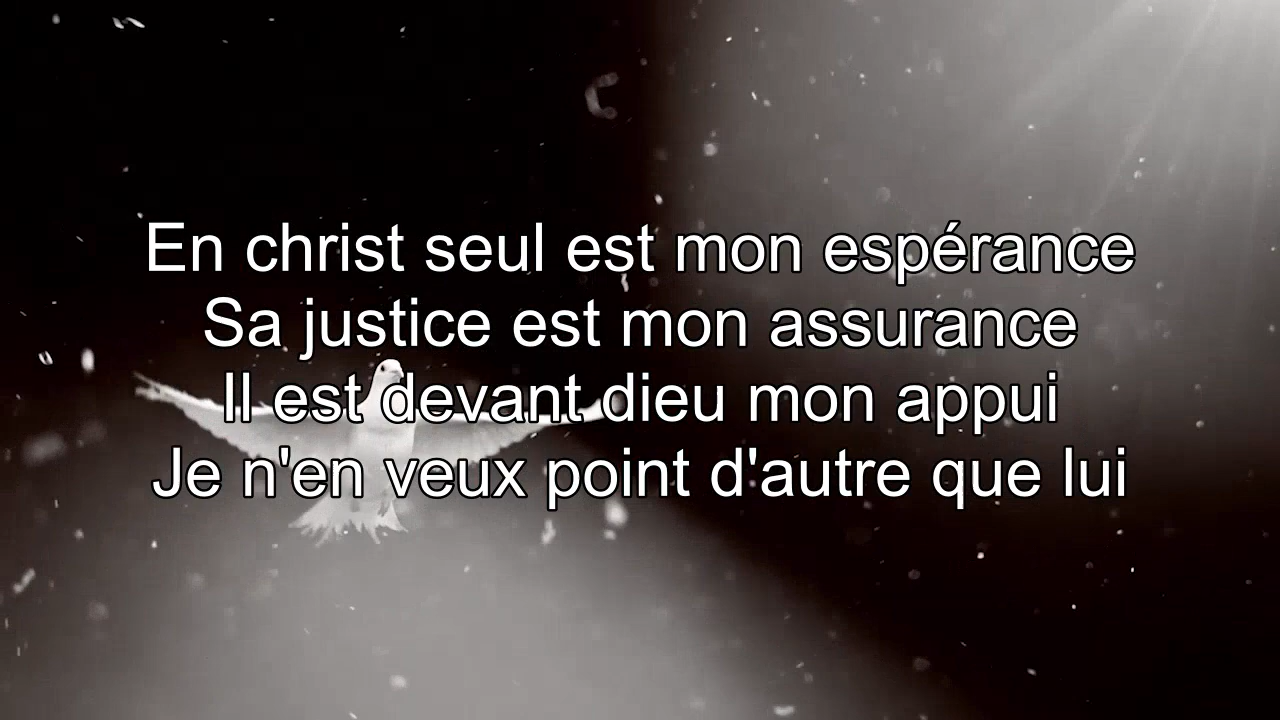 En christ seul est mon espérance
Sa justice est mon assurance
Il est devant dieu mon appui
Je n'en veux point d'autre que lui